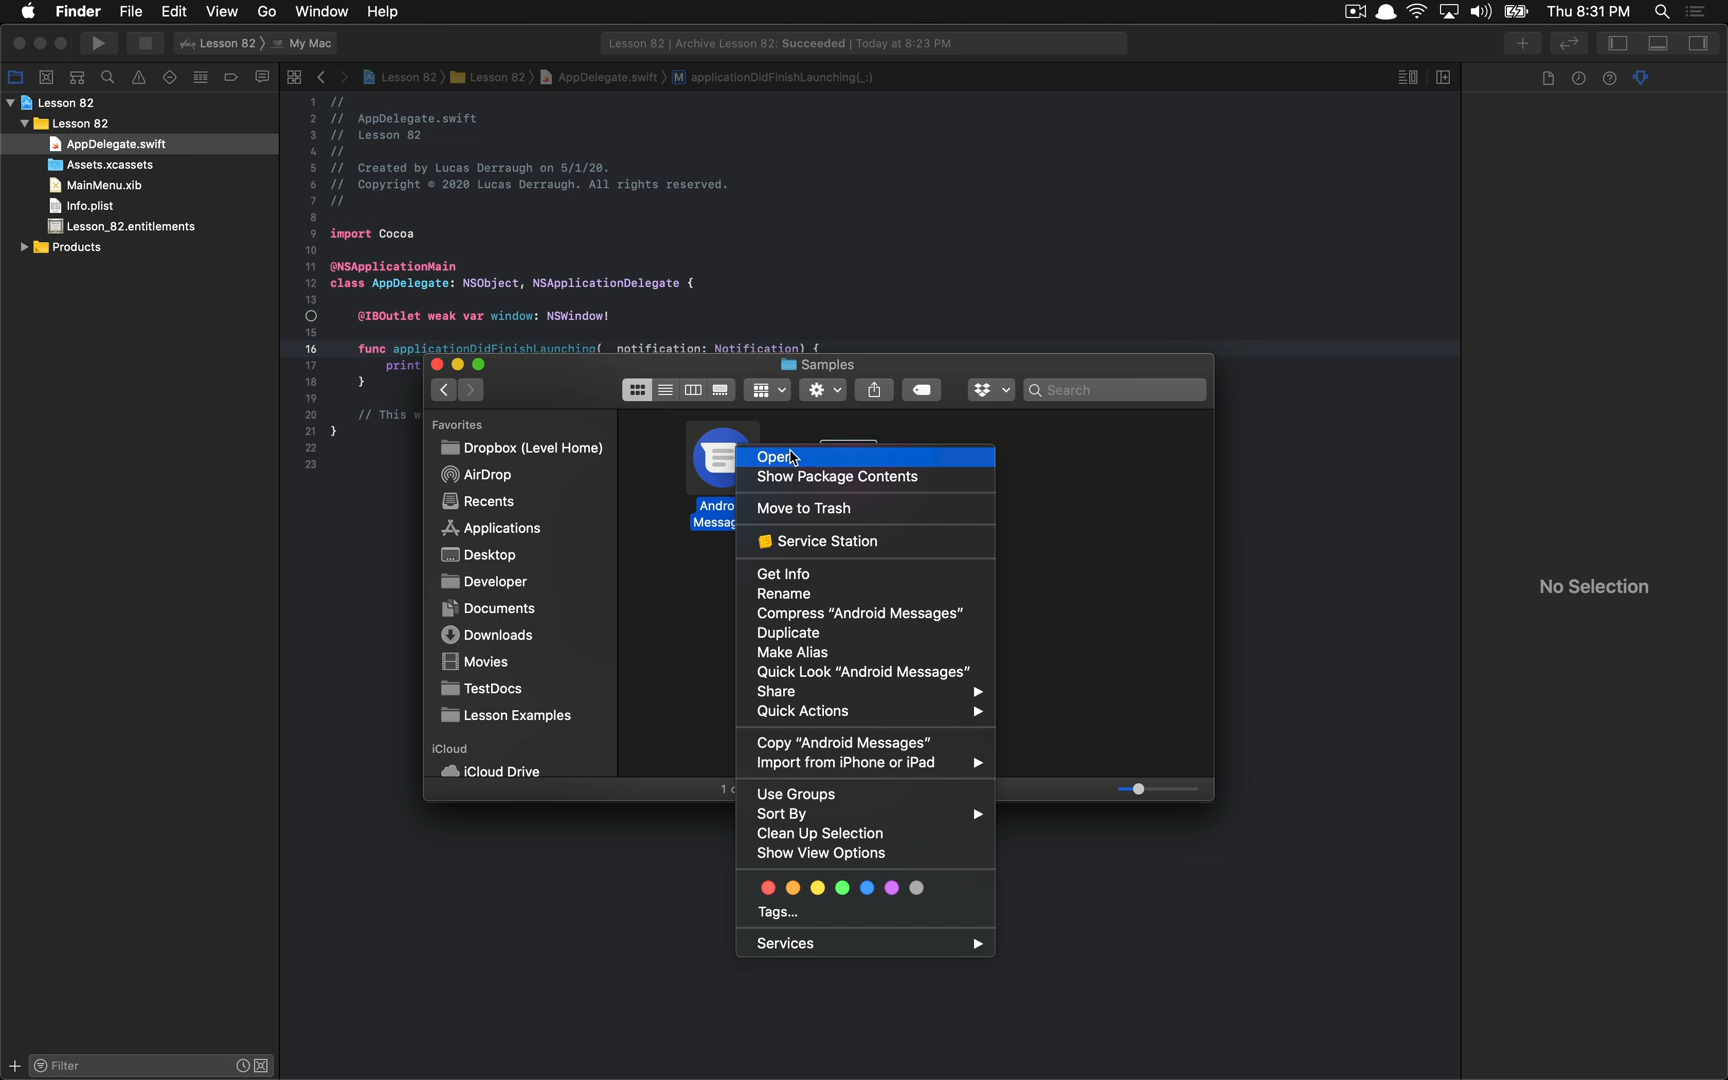 Finder File Edit View Go Window Help Thu 8:31 PM
Lesson 82 My Mac Lesson 82 | Archive Lesson 82: Succeeded | Today at 8:23 PM
Lesson 82 Lesson 82 AppDelegate.swift M applicationDidFinishLaunching(_:)
Lesson 82
Lesson 82
AppDelegate.swift
Assets.xcassets
MainMenu.xib
Info.plist
Lesson_82.entitlements
Products
Filter
1 //
2 // AppDelegate.swift
3 // Lesson 82
4 //
5 // Created by Lucas Derraugh on 5/1/20.
6 // Copyright © 2020 Lucas Derraugh. All rights reserved.
7 //
8
9 import Cocoa
10
11 @NSApplicationMain
12 class AppDelegate: NSObject, NSApplicationDelegate {
13
@IBOutlet weak var window: NSWindow!
15
16 func applicationDidFinishLaunching(_ notification: Notification) {
17 print
18 }
19
20 // This w
21 }
22
23
Samples
Search
Favorites
Dropbox (Level Home)
AirDrop
Recents
Applications
Desktop
Developer
Documents
Downloads
Movies
TestDocs
Lesson Examples
iCloud
iCloud Drive
Andro
Messag
1 o
Open
Show Package Contents
Move to Trash
Service Station
Get Info
Rename
Compress “Android Messages”
Duplicate
Make Alias
Quick Look “Android Messages”
Share
Quick Actions
Copy “Android Messages”
Import from iPhone or iPad
Use Groups
Sort By
Clean Up Selection
Show View Options
Tags...
Services
No Selection